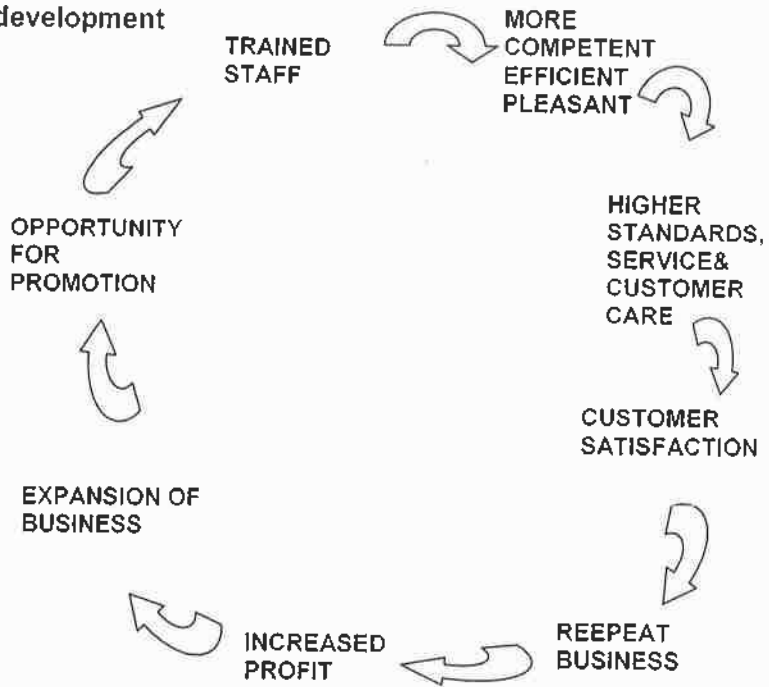 development
TRAINED
STAFF
MORE
COMPETENT
EFFICIENT
PLEASANT
HIGHER
STANDARDS,
SERVICE&
CUSTOMER
CARE
CUSTOMER
SATISFACTION
REEPEAT
BUSINESS
INCREASED
PROFIT
EXPANSION OF
BUSINESS
OPPORTUNITY
FOR
PROMOTION